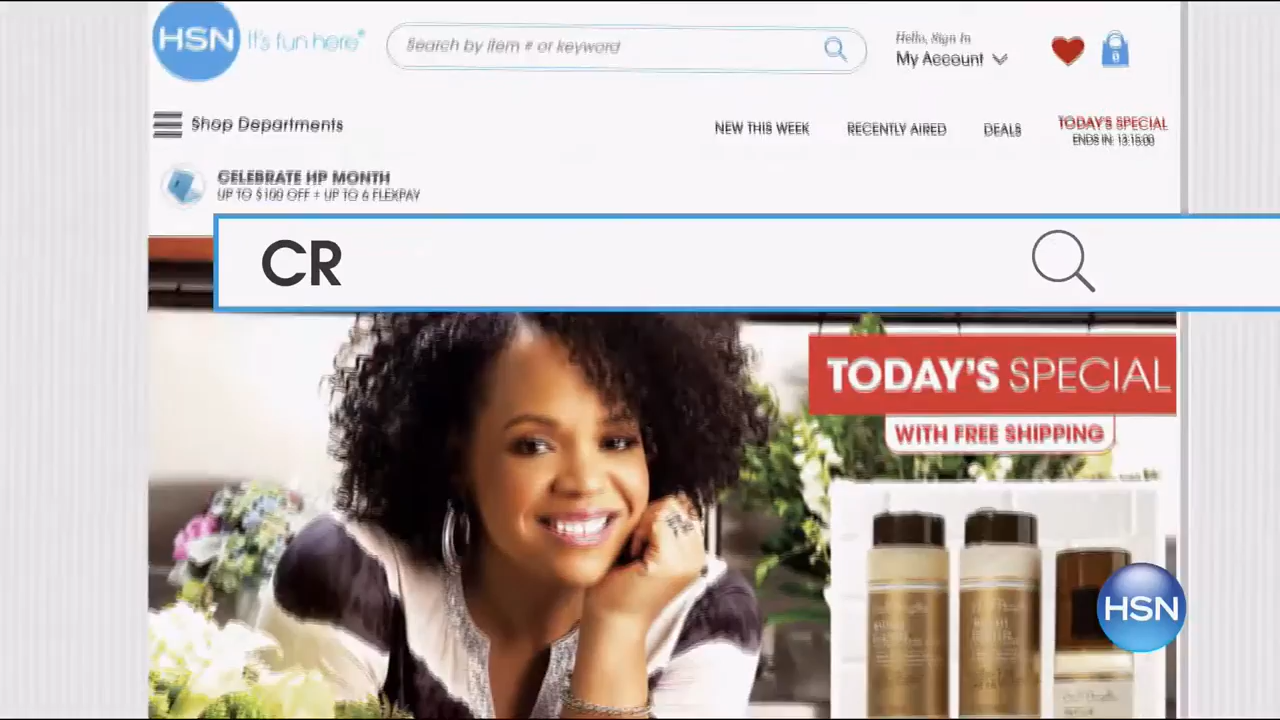 HSN it's fun here®
Search by item # or keyword
Hello, Sign In
My Account
0
Shop Departments
NEW THIS WEEK
RECENTLY AIRED
DEALS
TODAY'S SPECIAL
ENDS IN: 13:15:00
CELEBRATE HP MONTH
UP TO $100 OFF + UP TO 6 FLEXPAY
CR
TODAY'S SPECIAL
WITH FREE SHIPPING
HSN